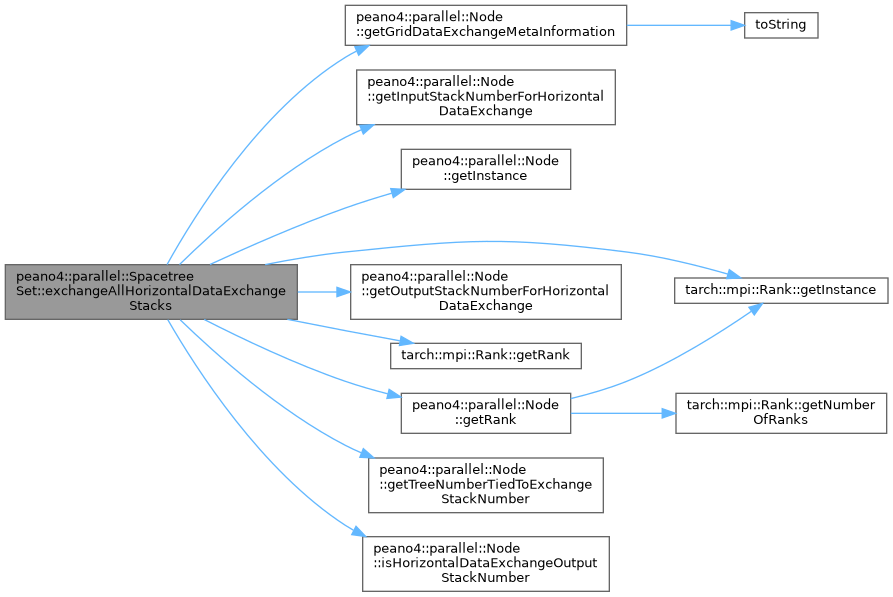 peano4::parallel::Node
::getGridDataExchangeMetaInformation
toString
peano4::parallel::Node
::getInputStackNumberForHorizontal
DataExchange
peano4::parallel::Node
::getInstance
peano4::parallel::Spacetree
Set::exchangeAllHorizontalDataExchange
Stacks
peano4::parallel::Node
::getOutputStackNumberForHorizontal
DataExchange
tarch::mpi::Rank::getInstance
tarch::mpi::Rank::getRank
peano4::parallel::Node
::getRank
tarch::mpi::Rank::getNumber
OfRanks
peano4::parallel::Node
::getTreeNumberTiedToExchange
StackNumber
peano4::parallel::Node
::isHorizontalDataExchangeOutput
StackNumber